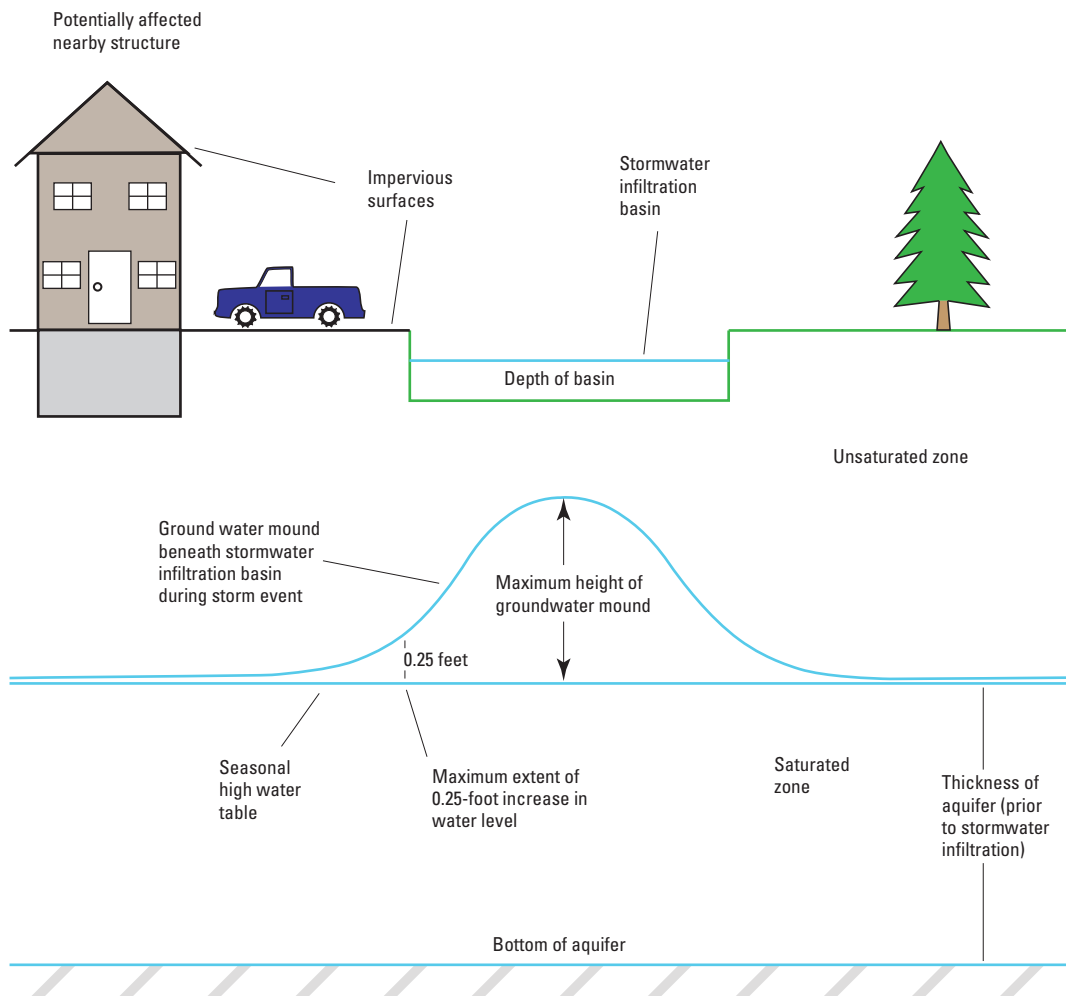 Potentially affected
nearby structure
Impervious
surfaces
Stormwater
infiltration
basin
Depth of basin
Unsaturated zone
Ground water mound
beneath stormwater
infiltration basin
during storm event
Maximum height of
groundwater mound
0.25 feet
Seasonal
high water
table
Maximum extent of
0.25-foot increase in
water level
Saturated
zone
Thickness of
aquifer (prior
to stormwater
infiltration)
Bottom of aquifer